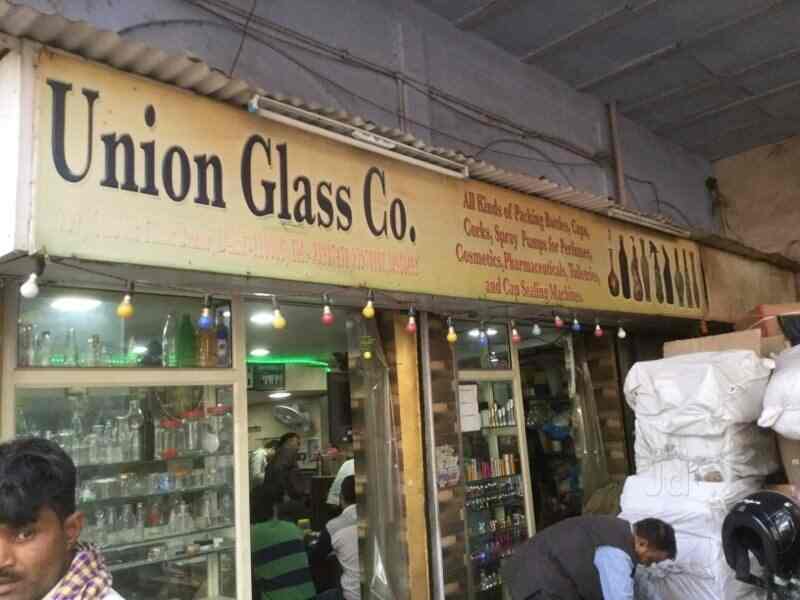 Union Glass Co.
All Kinds of Packing Bottles, Caps,
Corks, Spray Pumps for Perfumes,
Cosmetics, Pharmaceuticals, Toiletries,
and Cap Sealing Machines.
Jd